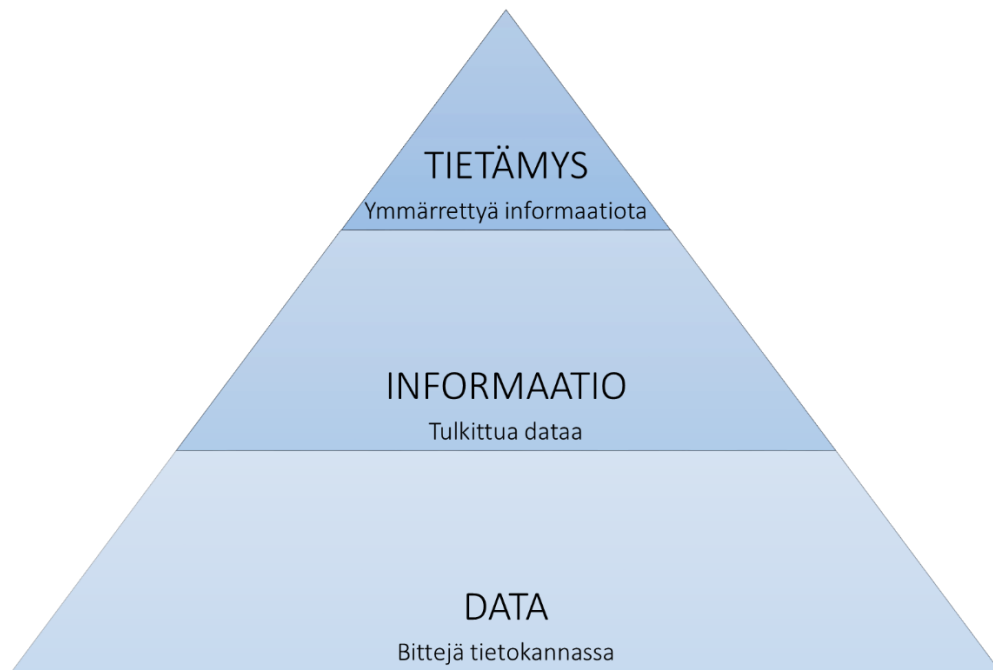 TIETÄMYS
Ymmärrettyä informaatiota
INFORMAATIO
Tulkittua dataa
DATA
Bittejä tietokannassa